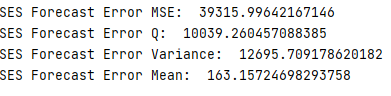 SES Forecast Error MSE:  39315.99642167146
SES Forecast Error Q:  10039.260457088385
SES Forecast Error Variance:  12695.709178620182
SES Forecast Error Mean:  163.15724698293758